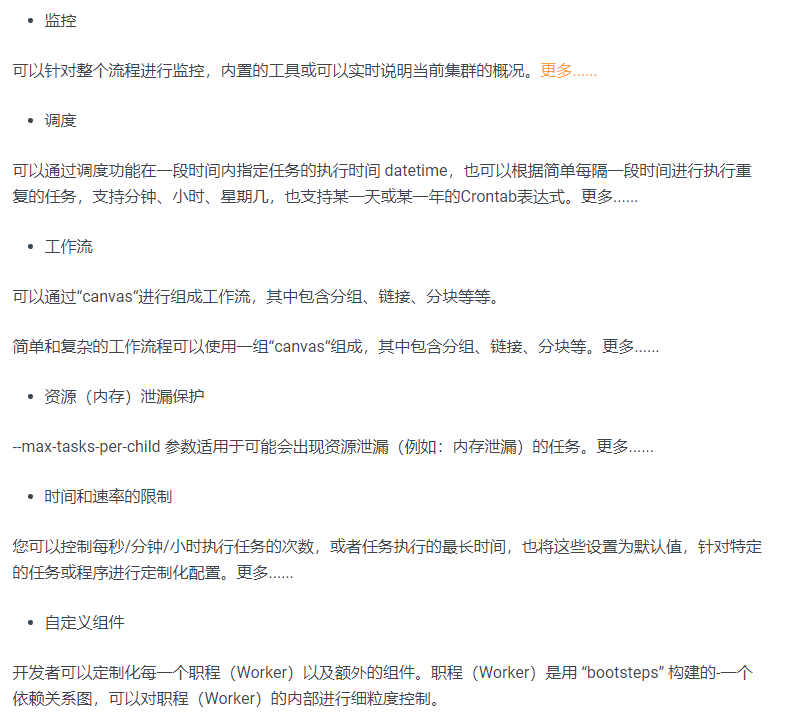 监控
可以针对整个流程进行监控，内置的工具或可以实时说明当前集群的概况。更多......
调度
可以通过调度功能在一段时间内指定任务的执行时间 datetime，也可以根据简单每隔一段时间进行执行重
复的任务，支持分钟、小时、星期几，也支持某一天或某一年的Crontab表达式。更多......
工作流
可以通过“canvas“进行组成工作流，其中包含分组、链接、分块等等。
简单和复杂的工作流程可以使用一组“canvas“组成，其中包含分组、链接、分块等。更多......
资源（内存）泄漏保护
--max-tasks-per-child 参数适用于可能会出现资源泄漏（例如：内存泄漏）的任务。更多......
时间和速率的限制
您可以控制每秒/分钟/小时执行任务的次数，或者任务执行的最长时间，也将这些设置为默认值，针对特定
的任务或程序进行定制化配置。更多......
自定义组件
开发者可以定制化每一个职程（Worker）以及额外的组件。职程（Worker）是用 “bootsteps” 构建的-一个
依赖关系图，可以对职程（Worker）的内部进行细粒度控制。